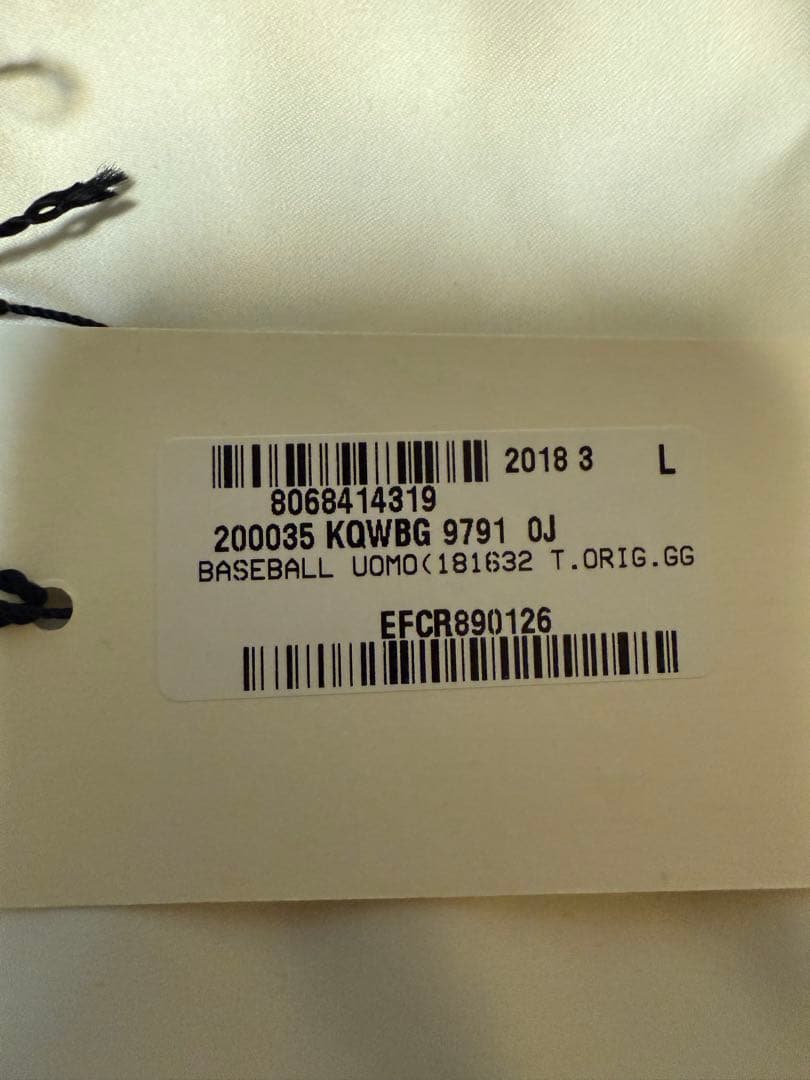 2018 3 L
8068414319
200035 KQWBG 9791 0J
BASEBALL UOMO(181632 T.ORIG.GG
EFCR890126